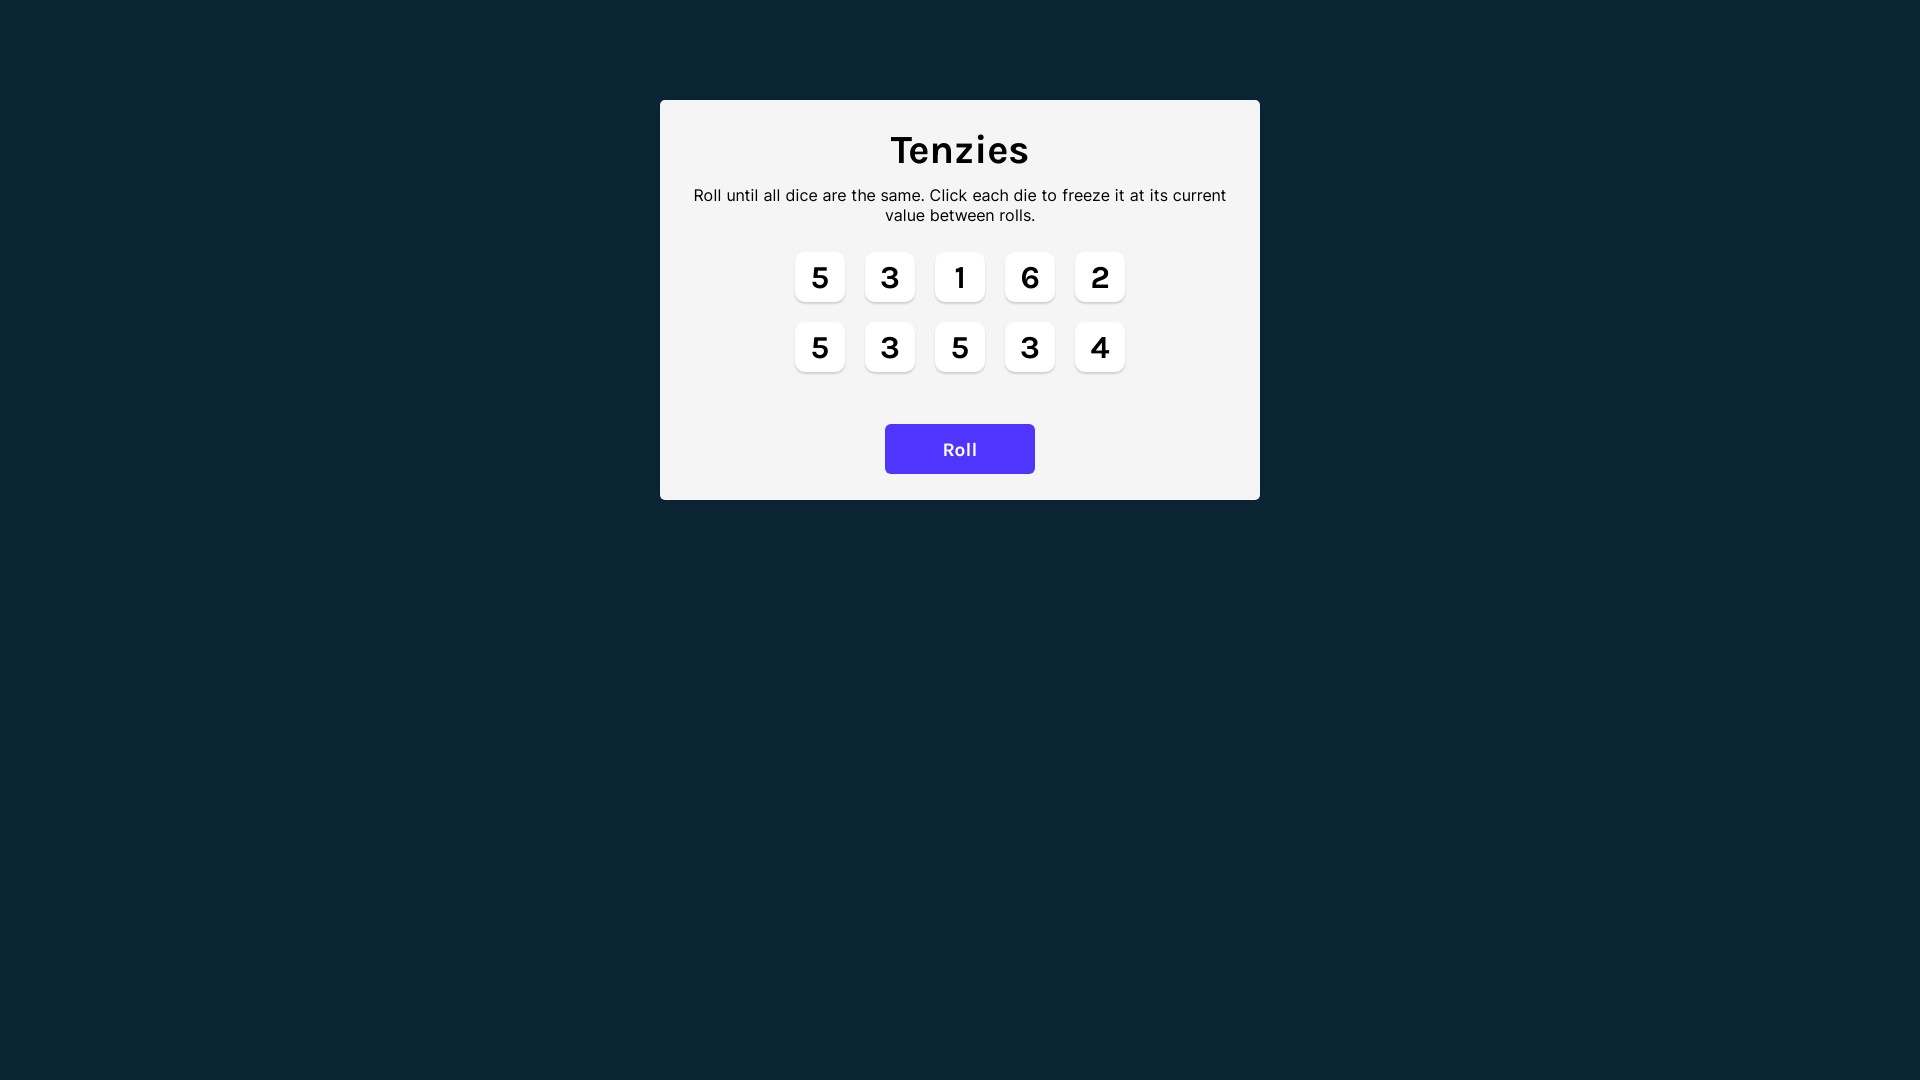 Tenzies
Roll until all dice are the same. Click each die to freeze it at its current
value between rolls.
5 3 1 6 2
5 3 5 3 4
Roll